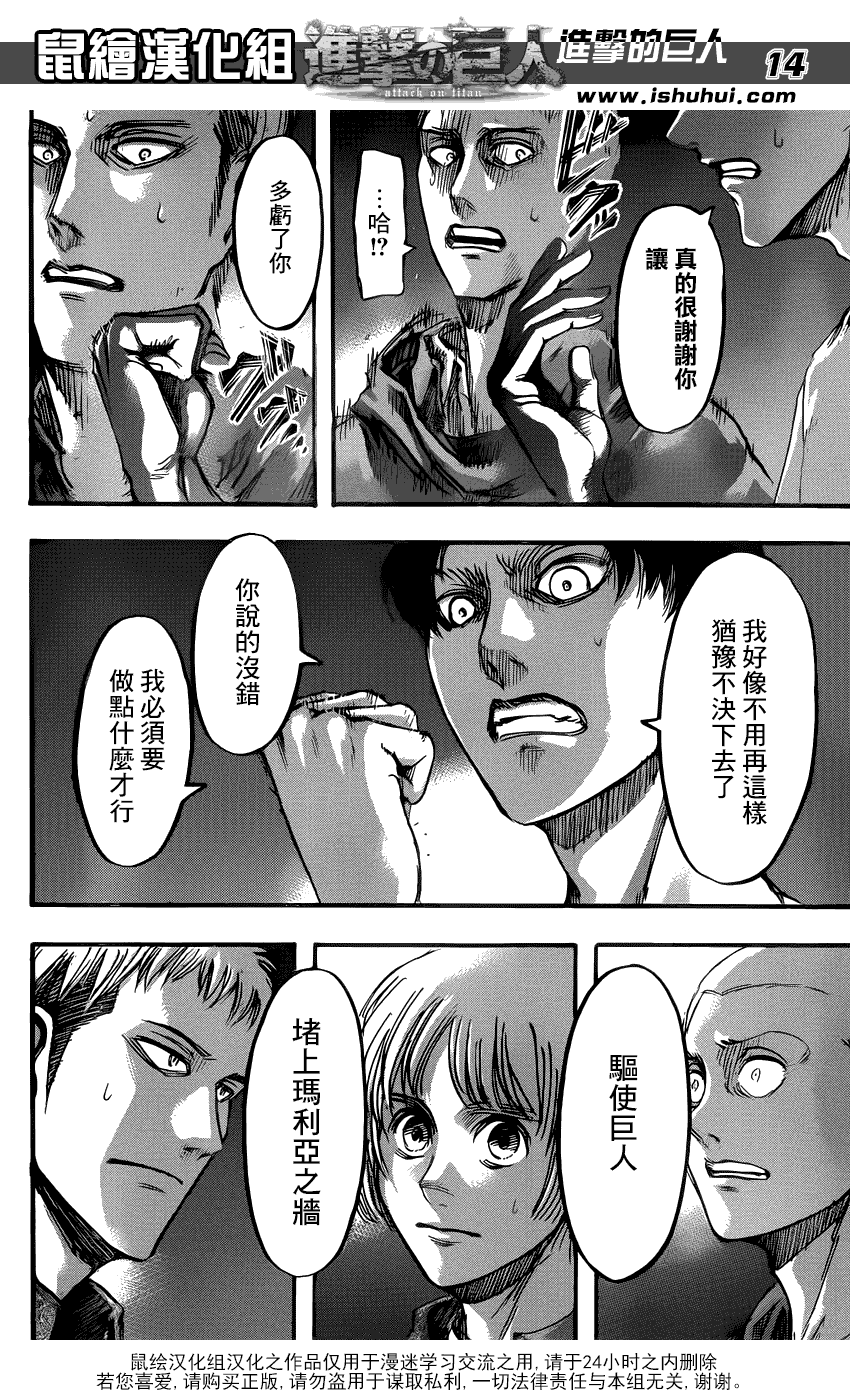 鼠繪漢化組
進撃の巨人
attack on titan
進擊的巨人
14
www.ishuhui.com
真的很謝謝你
讓
…哈!?
多虧了你
我好像不用再這樣
猶豫不決下去了
你說的沒錯
我必須要
做點什麼才行
驅使巨人
堵上瑪利亞之牆
鼠绘汉化组汉化之作品仅用于漫迷学习交流之用, 请于24小时之内删除
若您喜爱, 请购买正版, 请勿盗用于谋取私利, 一切法律责任与本组无关, 谢谢。